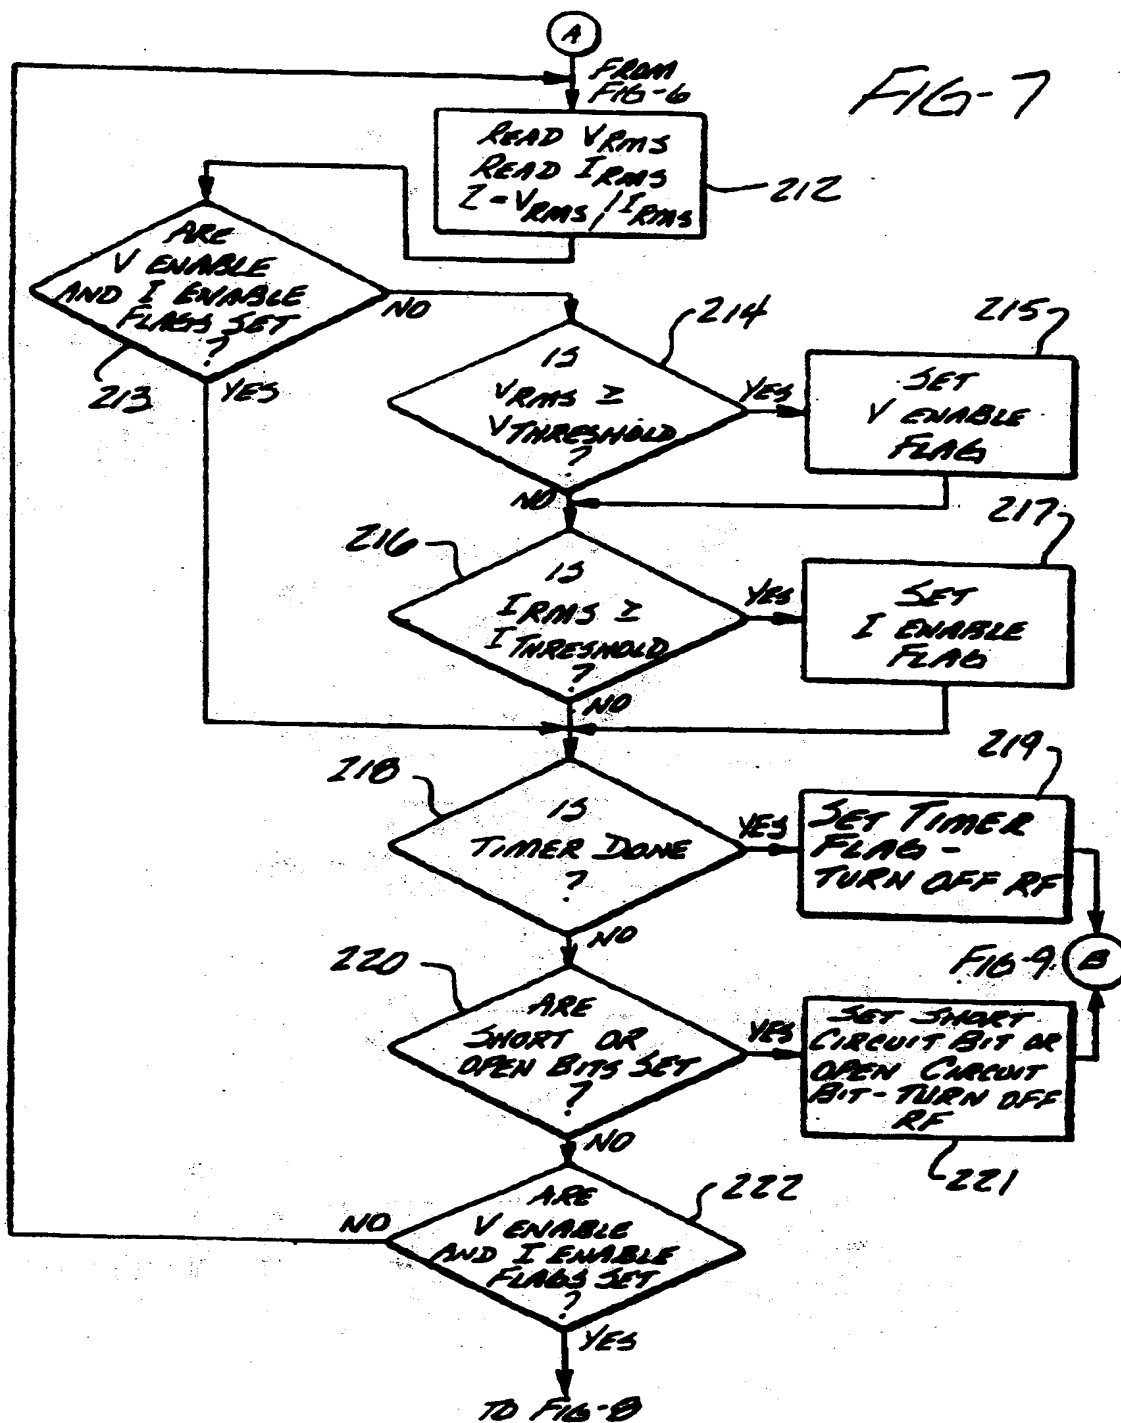 A
FROM
FIG-6
FIG-7
READ VRMS
READ IRMS
Z=VRMS/IRMS
212
ARE
V ENABLE
AND I ENABLE
FLAGS SET
?
213
NO
YES
214
IS
VRMS ≥
VTHRESHOLD
?
YES
NO
215
SET
V ENABLE
FLAG
216
IS
IRMS ≥
ITHRESHOLD
?
YES
NO
217
SET
I ENABLE
FLAG
218
IS
TIMER DONE
?
YES
NO
219
SET TIMER
FLAG-
TURN OFF RF
FIG-9
B
220
ARE
SHORT OR
OPEN BITS SET
?
YES
NO
SET SHORT
CIRCUIT BIT OR
OPEN CIRCUIT
BIT-TURN OFF
RF
221
222
ARE
V ENABLE
AND I ENABLE
FLAGS SET
?
NO
YES
TO FIG-8